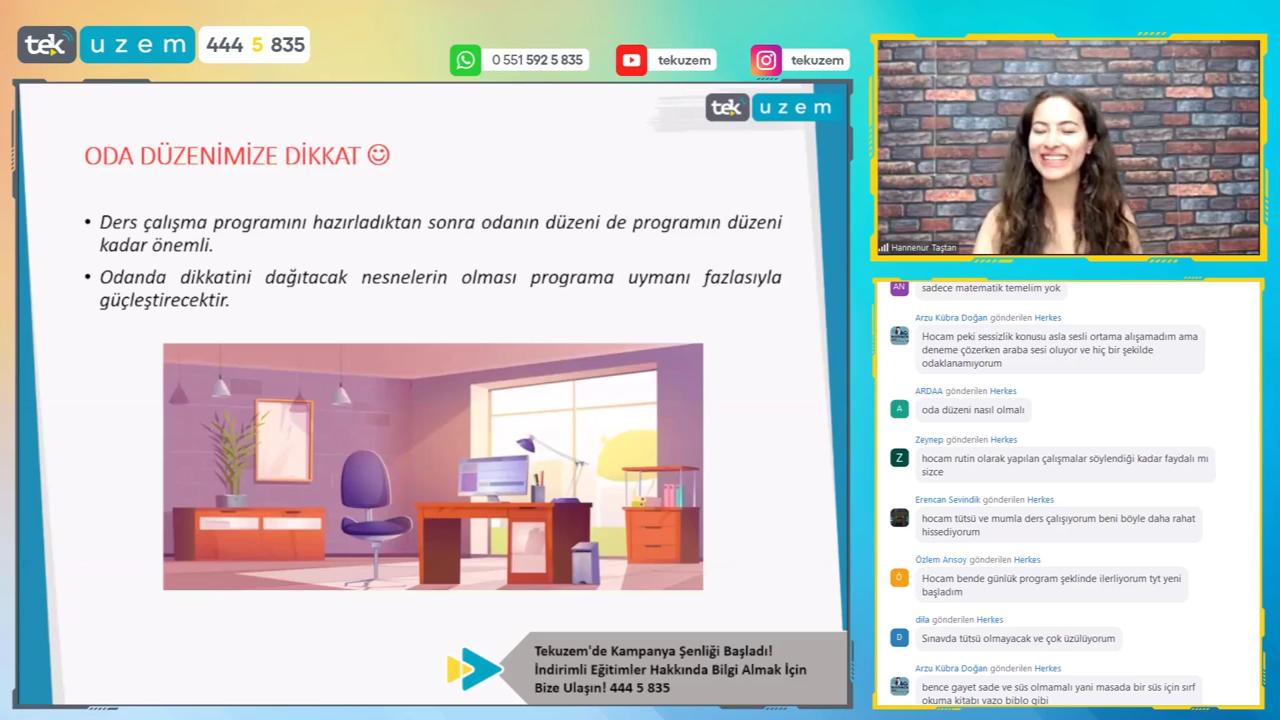 tek uzem 444 5 835
0 551 592 5 835
tekuzem
tekuzem
tek uzem
ODA DÜZENİMİZE DİKKAT ☺
• Ders çalışma programını hazırladıktan sonra odanın düzeni de programın düzeni
kadar önemli.
• Odanda dikkatini dağıtacak nesnelerin olması programa uymanı fazlasıyla
güçleştirecektir.
Tekuzem'de Kampanya Şenliği Başladı!
İndirimli Eğitimler Hakkında Bilgi Almak İçin
Bize Ulaşın! 444 5 835
Hannenur Taştan
AN
sadece matematik temelim yok
Arzu Kübra Doğan gönderilen Herkes
Hocam peki sessizlik konusu asla sesli ortama alışamadım ama
deneme çözerken araba sesi oluyor ve hiç bir şekilde
odaklanamıyorum
ARDAA gönderilen Herkes
A
oda düzeni nasıl olmalı
Zeynep gönderilen Herkes
Z
hocam rutin olarak yapılan çalışmalar söylendiği kadar faydalı mı
sizce
Erencan Sevindik gönderilen Herkes
hocam tütsü ve mumla ders çalışıyorum beni böyle daha rahat
hissediyorum
Özlem Arısoy gönderilen Herkes
Ö
Hocam bende günlük program şeklinde ilerliyorum tyt yeni
başladım
dila gönderilen Herkes
D
Sınavda tütsü olmayacak ve çok üzülüyorum
Arzu Kübra Doğan gönderilen Herkes
bence gayet sade ve süs olmamalı yani masada bir süs için sırf
okuma kitabı vazo biblo gibi